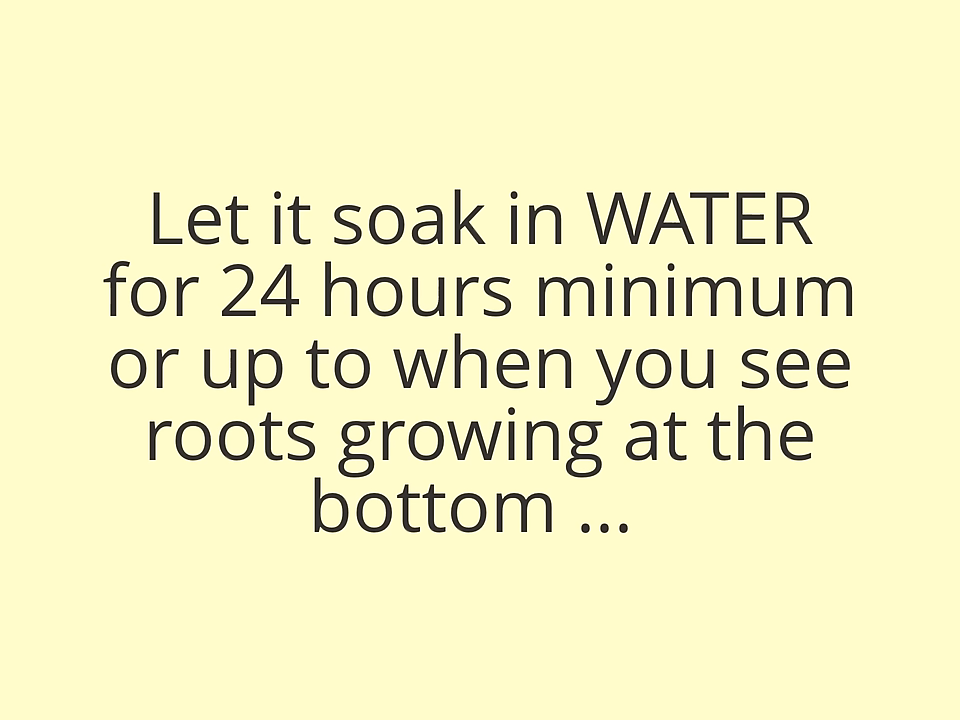 Let it soak in WATER
for 24 hours minimum
or up to when you see
roots growing at the
bottom ...